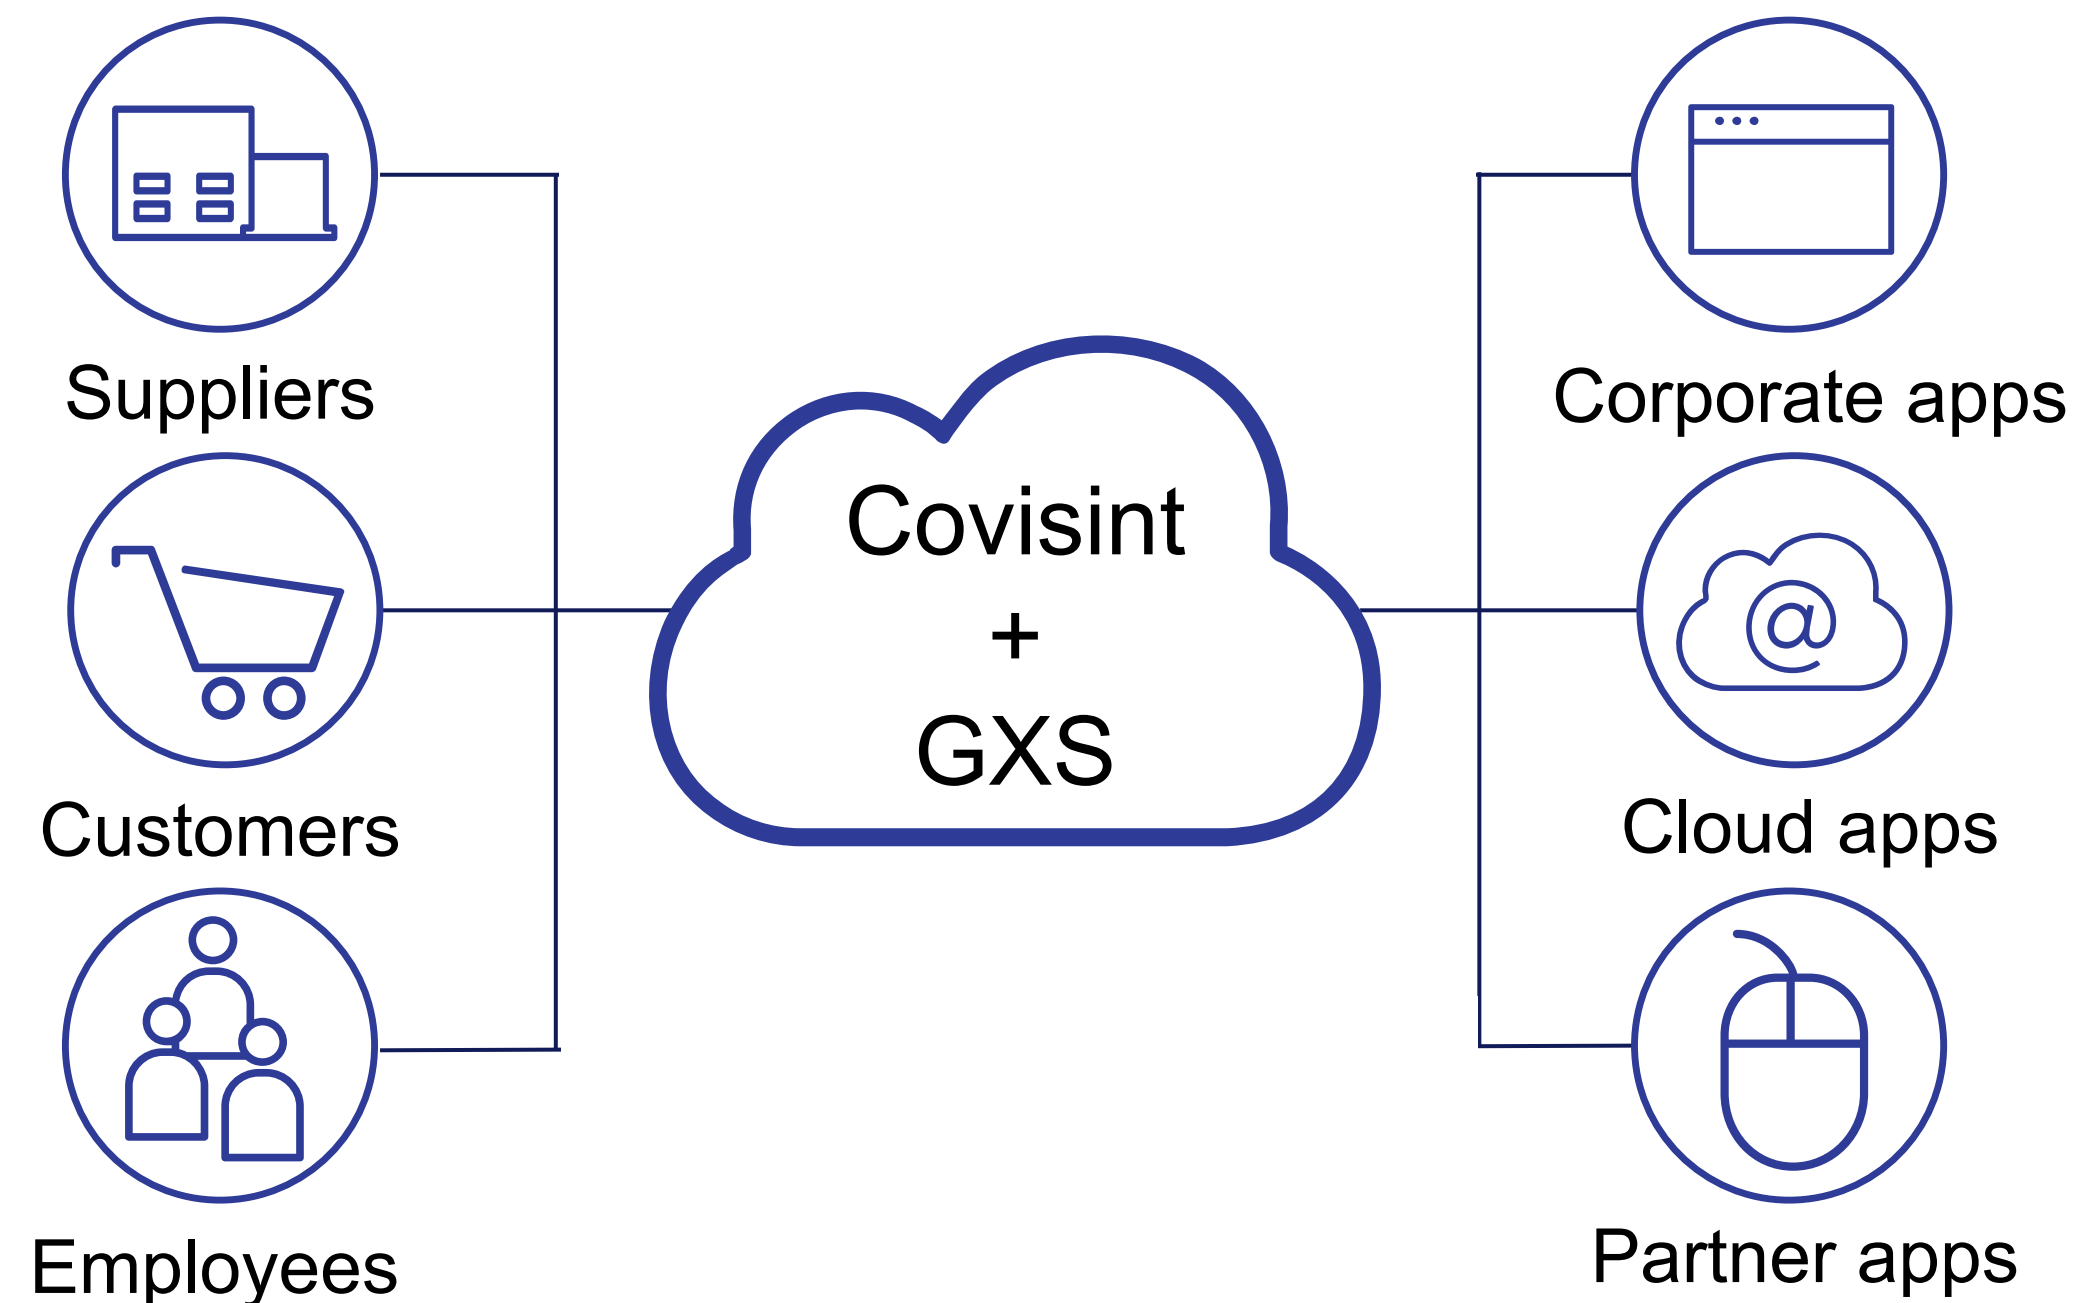 Suppliers
Customers
Employees
Covisint
+
GXS
Corporate apps
@
Cloud apps
Partner apps